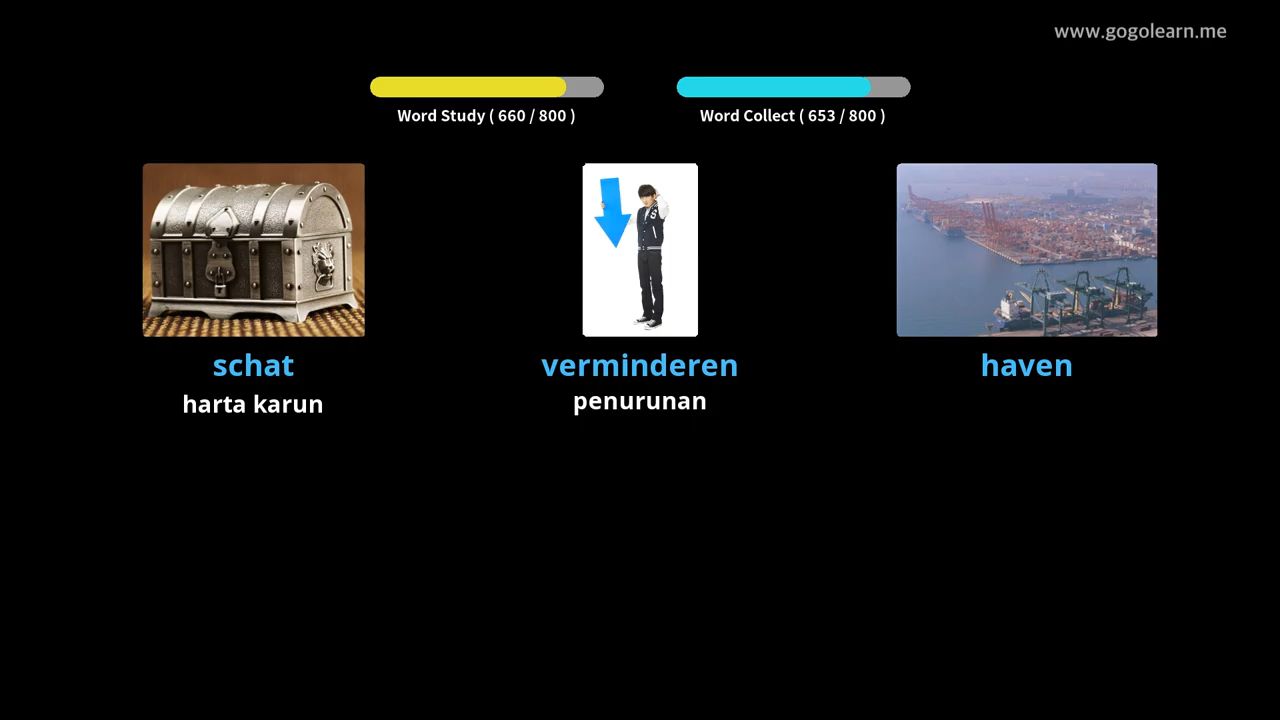 www.gogolearn.me
Word Study ( 660 / 800 )
Word Collect ( 653 / 800 )
schat
verminderen
haven
harta karun
penurunan